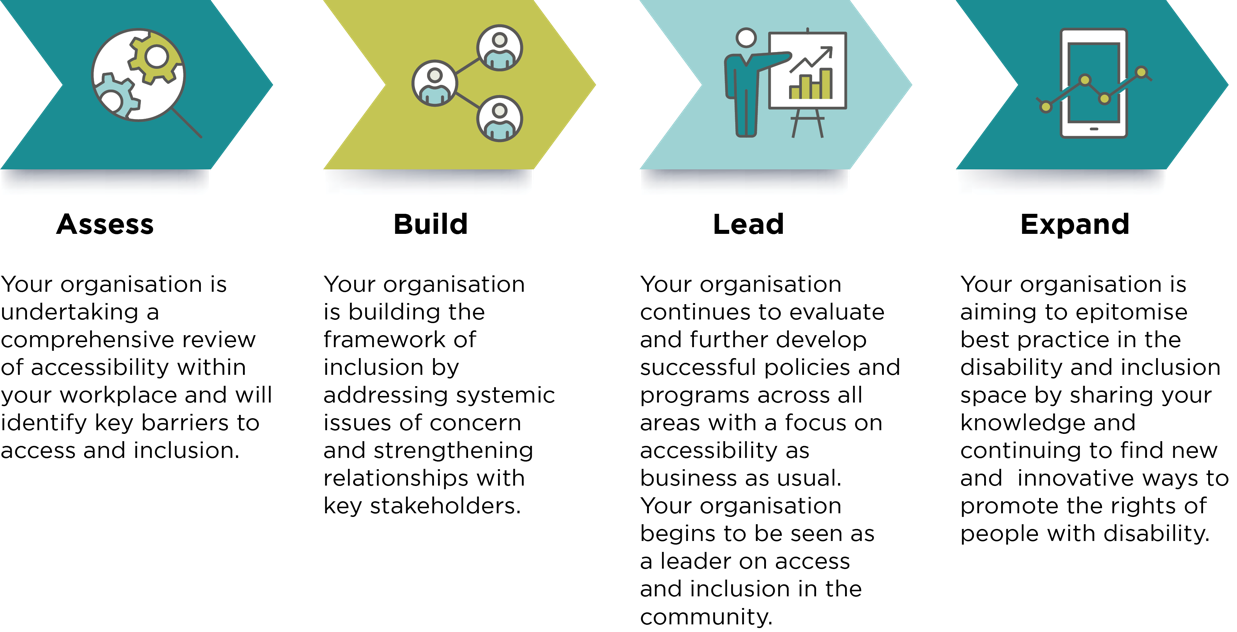 Assess
Your organisation is
undertaking a
comprehensive review
of accessibility within
your workplace and will
identify key barriers to
access and inclusion.
Build
Your organisation
is building the
framework of
inclusion by
addressing systemic
issues of concern
and strengthening
relationships with
key stakeholders.
Lead
Your organisation
continues to evaluate
and further develop
successful policies and
programs across all
areas with a focus on
accessibility as
business as usual.
Your organisation
begins to be seen as
a leader on access
and inclusion in the
community.
Expand
Your organisation is
aiming to epitomise
best practice in the
disability and inclusion
space by sharing your
knowledge and
continuing to find new
and  innovative ways to
promote the rights of
people with disability.